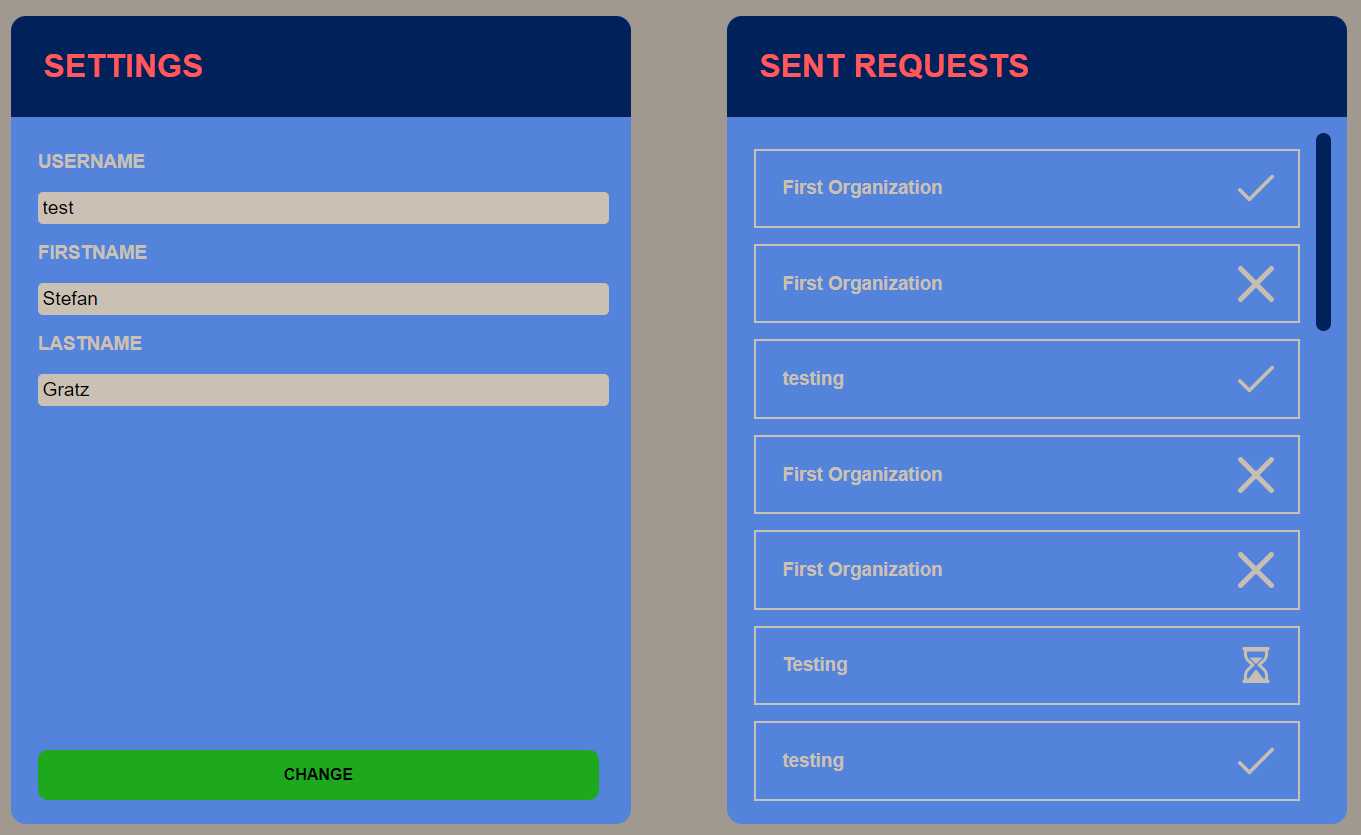 SETTINGS
USERNAME
test
FIRSTNAME
Stefan
LASTNAME
Gratz
CHANGE
SENT REQUESTS
First Organization
First Organization
testing
First Organization
First Organization
Testing
testing